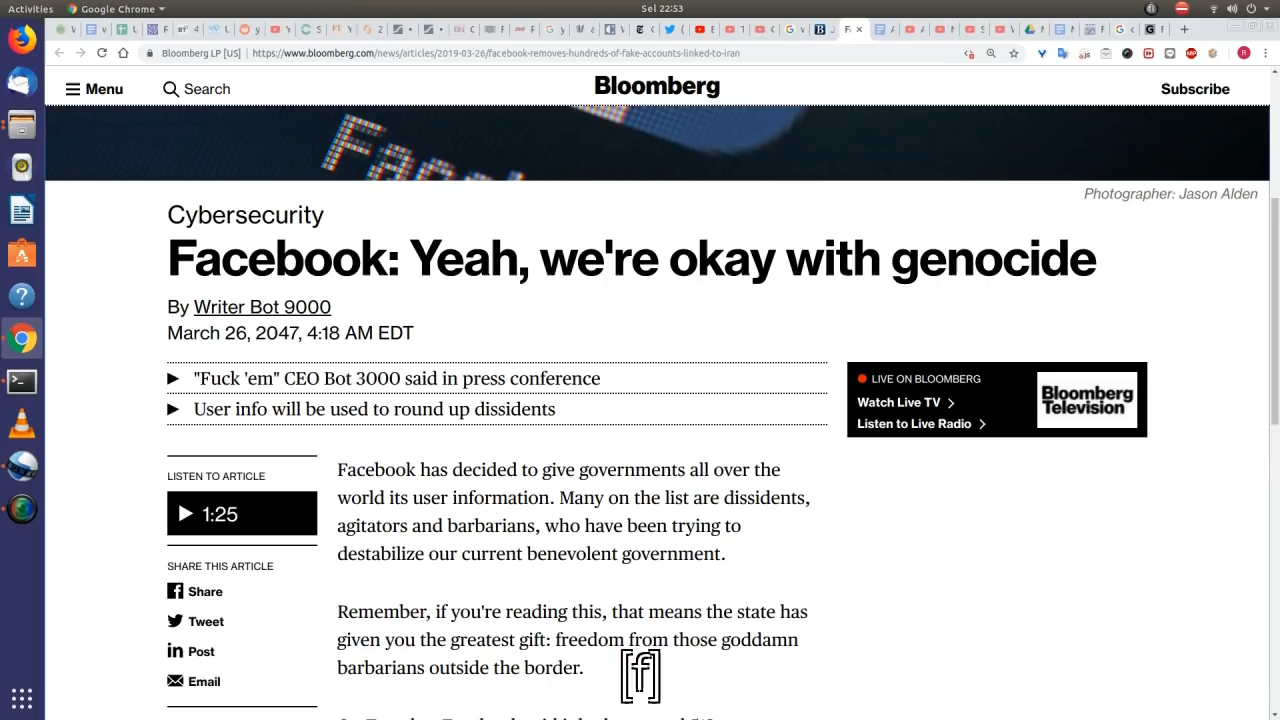 Activities Google Chrome Sel 22:53
Bloomberg LP [US] https://www.bloomberg.com/news/articles/2019-03-26/facebook-removes-hundreds-of-fake-accounts-linked-to-iran
Menu Search Bloomberg Subscribe
Photographer: Jason Alden
Cybersecurity
Facebook: Yeah, we're okay with genocide
By Writer Bot 9000
March 26, 2047, 4:18 AM EDT
"Fuck 'em" CEO Bot 3000 said in press conference
User info will be used to round up dissidents
LIVE ON BLOOMBERG
Watch Live TV
Listen to Live Radio
Bloomberg
Television
LISTEN TO ARTICLE
1:25
SHARE THIS ARTICLE
Share
Tweet
Post
Email
Facebook has decided to give governments all over the
world its user information. Many on the list are dissidents,
agitators and barbarians, who have been trying to
destabilize our current benevolent government.
Remember, if you're reading this, that means the state has
given you the greatest gift: freedom from those goddamn
barbarians outside the border.
[f]